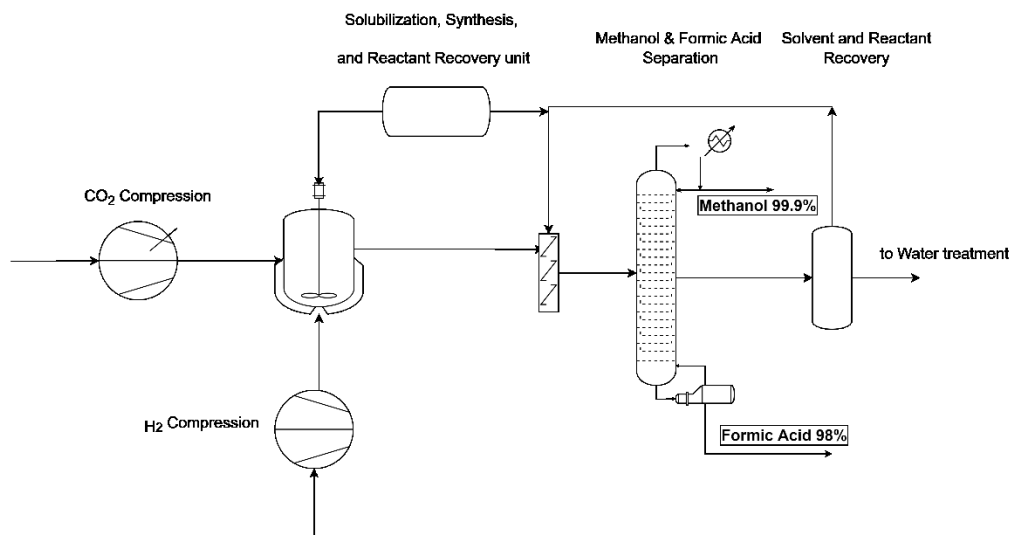 Solubilization, Synthesis,
and Reactant Recovery unit
Methanol & Formic Acid
Separation
Solvent and Reactant
Recovery
CO₂ Compression
Methanol 99.9%
to Water treatment
H2 Compression
Formic Acid 98%